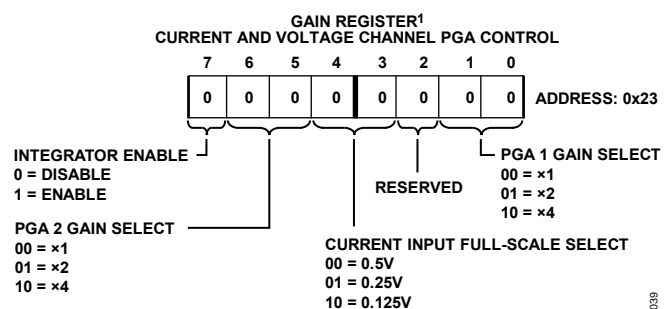 GAIN REGISTER1
CURRENT AND VOLTAGE CHANNEL PGA CONTROL
7 6 5 4 3 2 1 0
0 0 0 0 0 0 0 0 ADDRESS: 0x23
INTEGRATOR ENABLE
0 = DISABLE
1 = ENABLE
RESERVED
PGA 1 GAIN SELECT
00 = ×1
01 = ×2
10 = ×4
PGA 2 GAIN SELECT
00 = ×1
01 = ×2
10 = ×4
CURRENT INPUT FULL-SCALE SELECT
00 = 0.5V
01 = 0.25V
10 = 0.125V
039